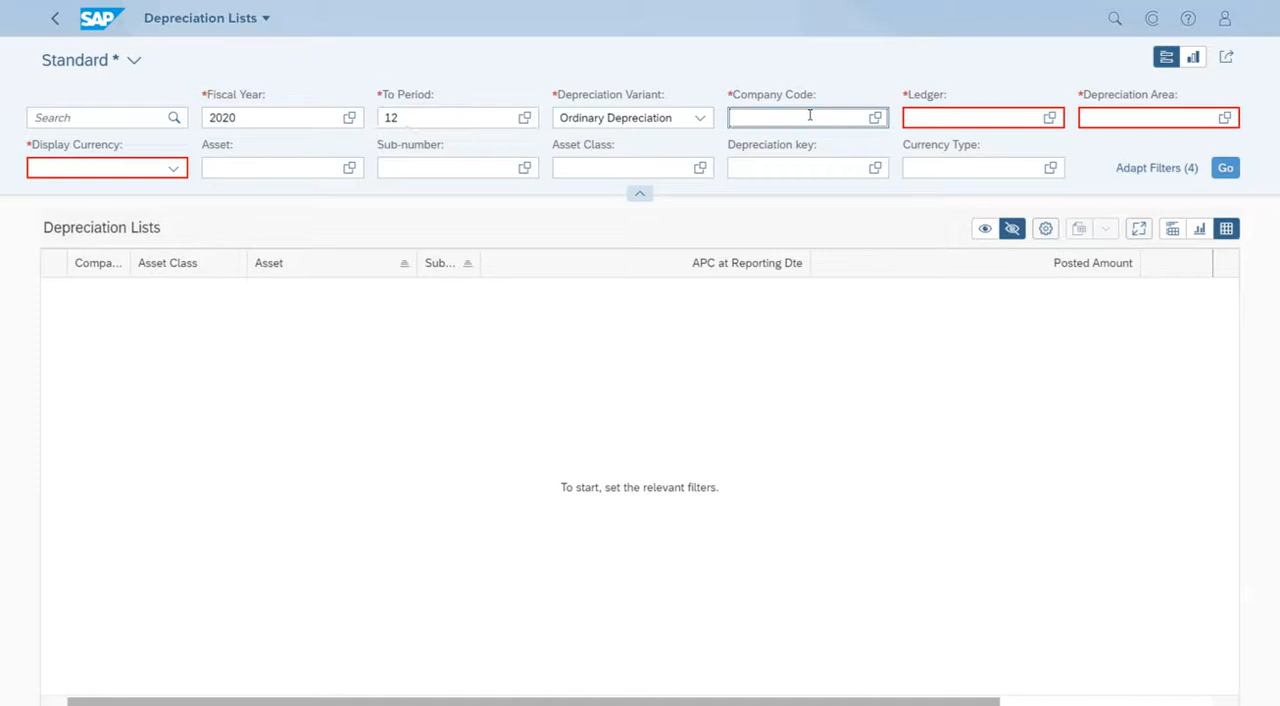 SAP Depreciation Lists
Standard *
*Fiscal Year: *To Period: *Depreciation Variant: *Company Code: *Ledger: *Depreciation Area:
Search 2020 12 Ordinary Depreciation
*Display Currency: Asset: Sub-number: Asset Class: Depreciation key: Currency Type:
Adapt Filters (4) Go
Depreciation Lists
Compa... Asset Class Asset Sub... APC at Reporting Dte Posted Amount
To start, set the relevant filters.